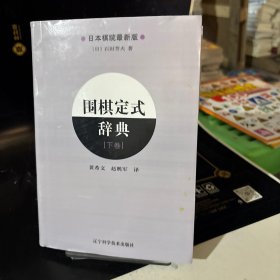 日本棋院最新版
〔日〕石田芳夫 著
围棋定式
辞典
[下卷]
黄希文 赵帆军 译
辽宁科学技术出版社